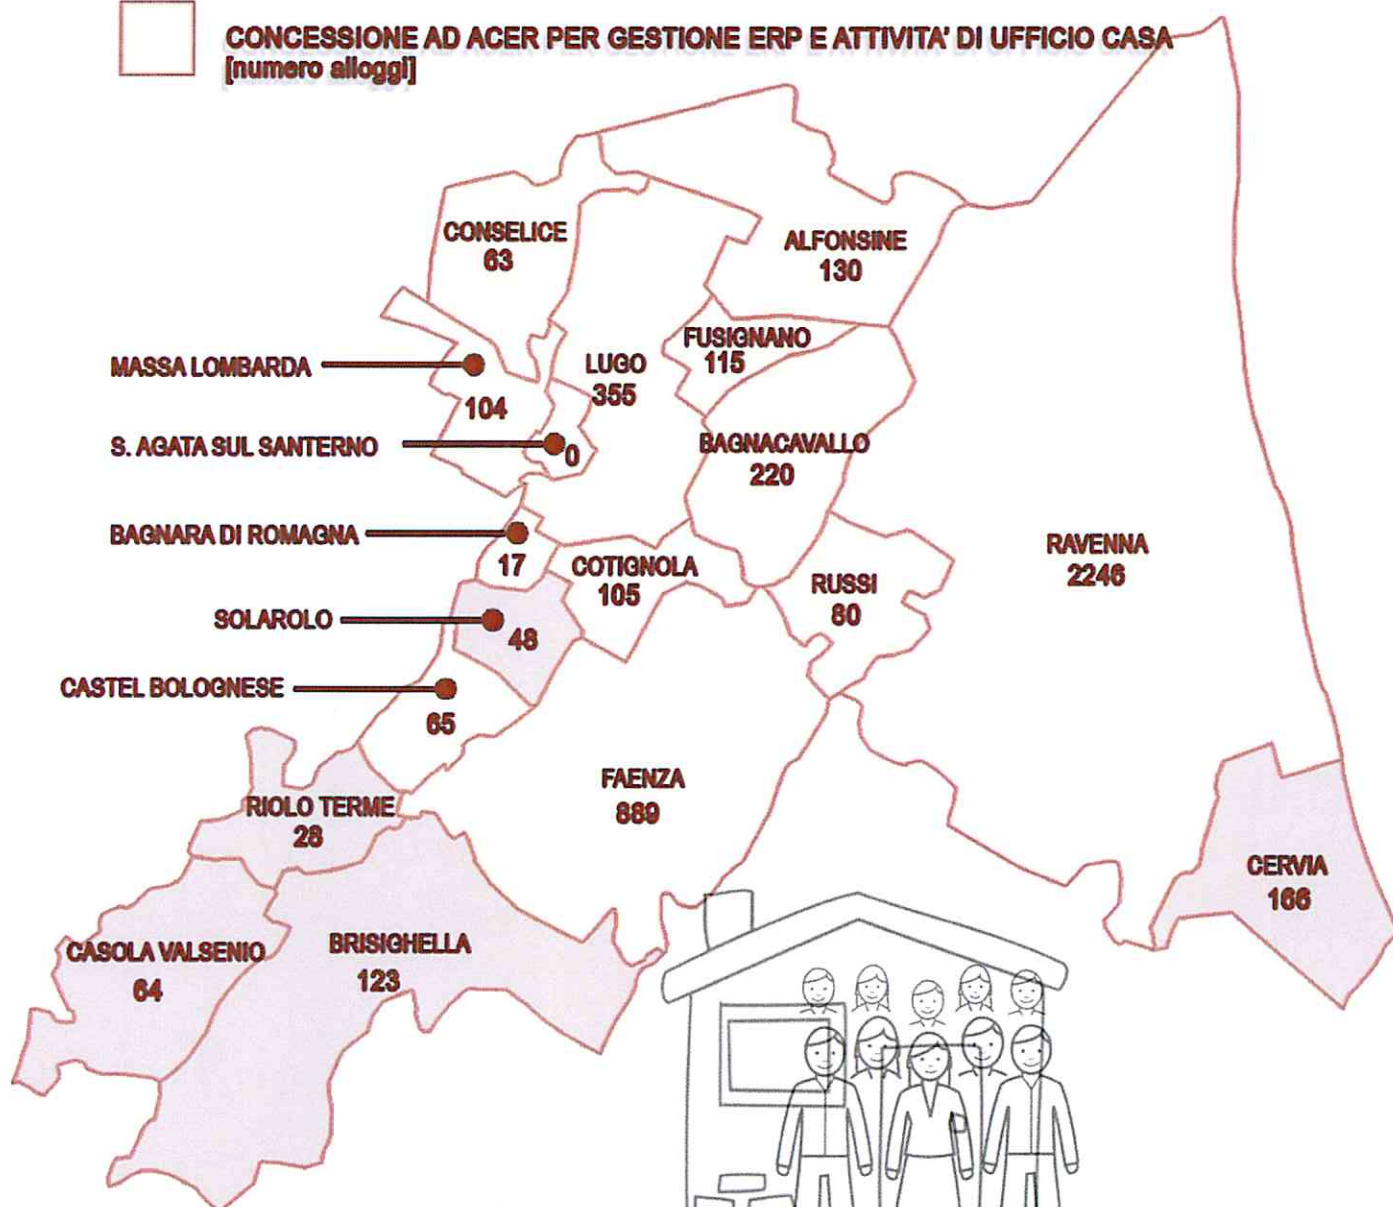 CONCESSIONE AD ACER PER GESTIONE ERP E ATTIVITA' DI UFFICIO CASA
[numero alloggi]
CONSELICE
63
ALFONSINE
130
FUSIGNANO
115
MASSA LOMBARDA
104
LUGO
355
S. AGATA SUL SANTERNO
0
BAGNACAVALLO
220
BAGNARA DI ROMAGNA
17
COTIGNOLA
105
RAVENNA
2246
RUSSI
80
SOLAROLO
48
CASTEL BOLOGNESE
65
FAENZA
889
RIOLO TERME
28
CERVIA
166
CASOLA VALSENIO
64
BRISIGHELLA
123